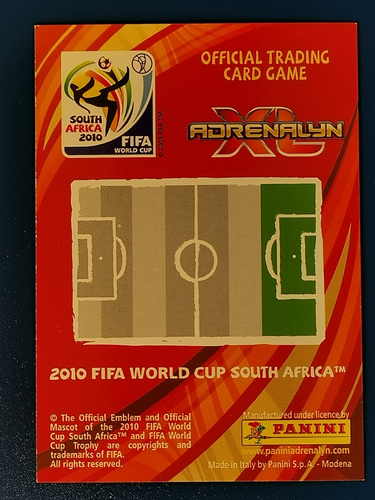 OFFICIAL TRADING
CARD GAME
SOUTH
AFRICA
2010
FIFA
WORLD CUP
ADRENALYN
XL
2010 FIFA WORLD CUP SOUTH AFRICA™
© The Official Emblem and Official
Mascot of the 2010 FIFA World
Cup South Africa™ and FIFA World
Cup Trophy are copyrights and
trademarks of FIFA.
All rights reserved.
Manufactured under licence by
PANINI
www.paniniadrenalyn.com
Made in Italy by Panini S.p.A. - Modena